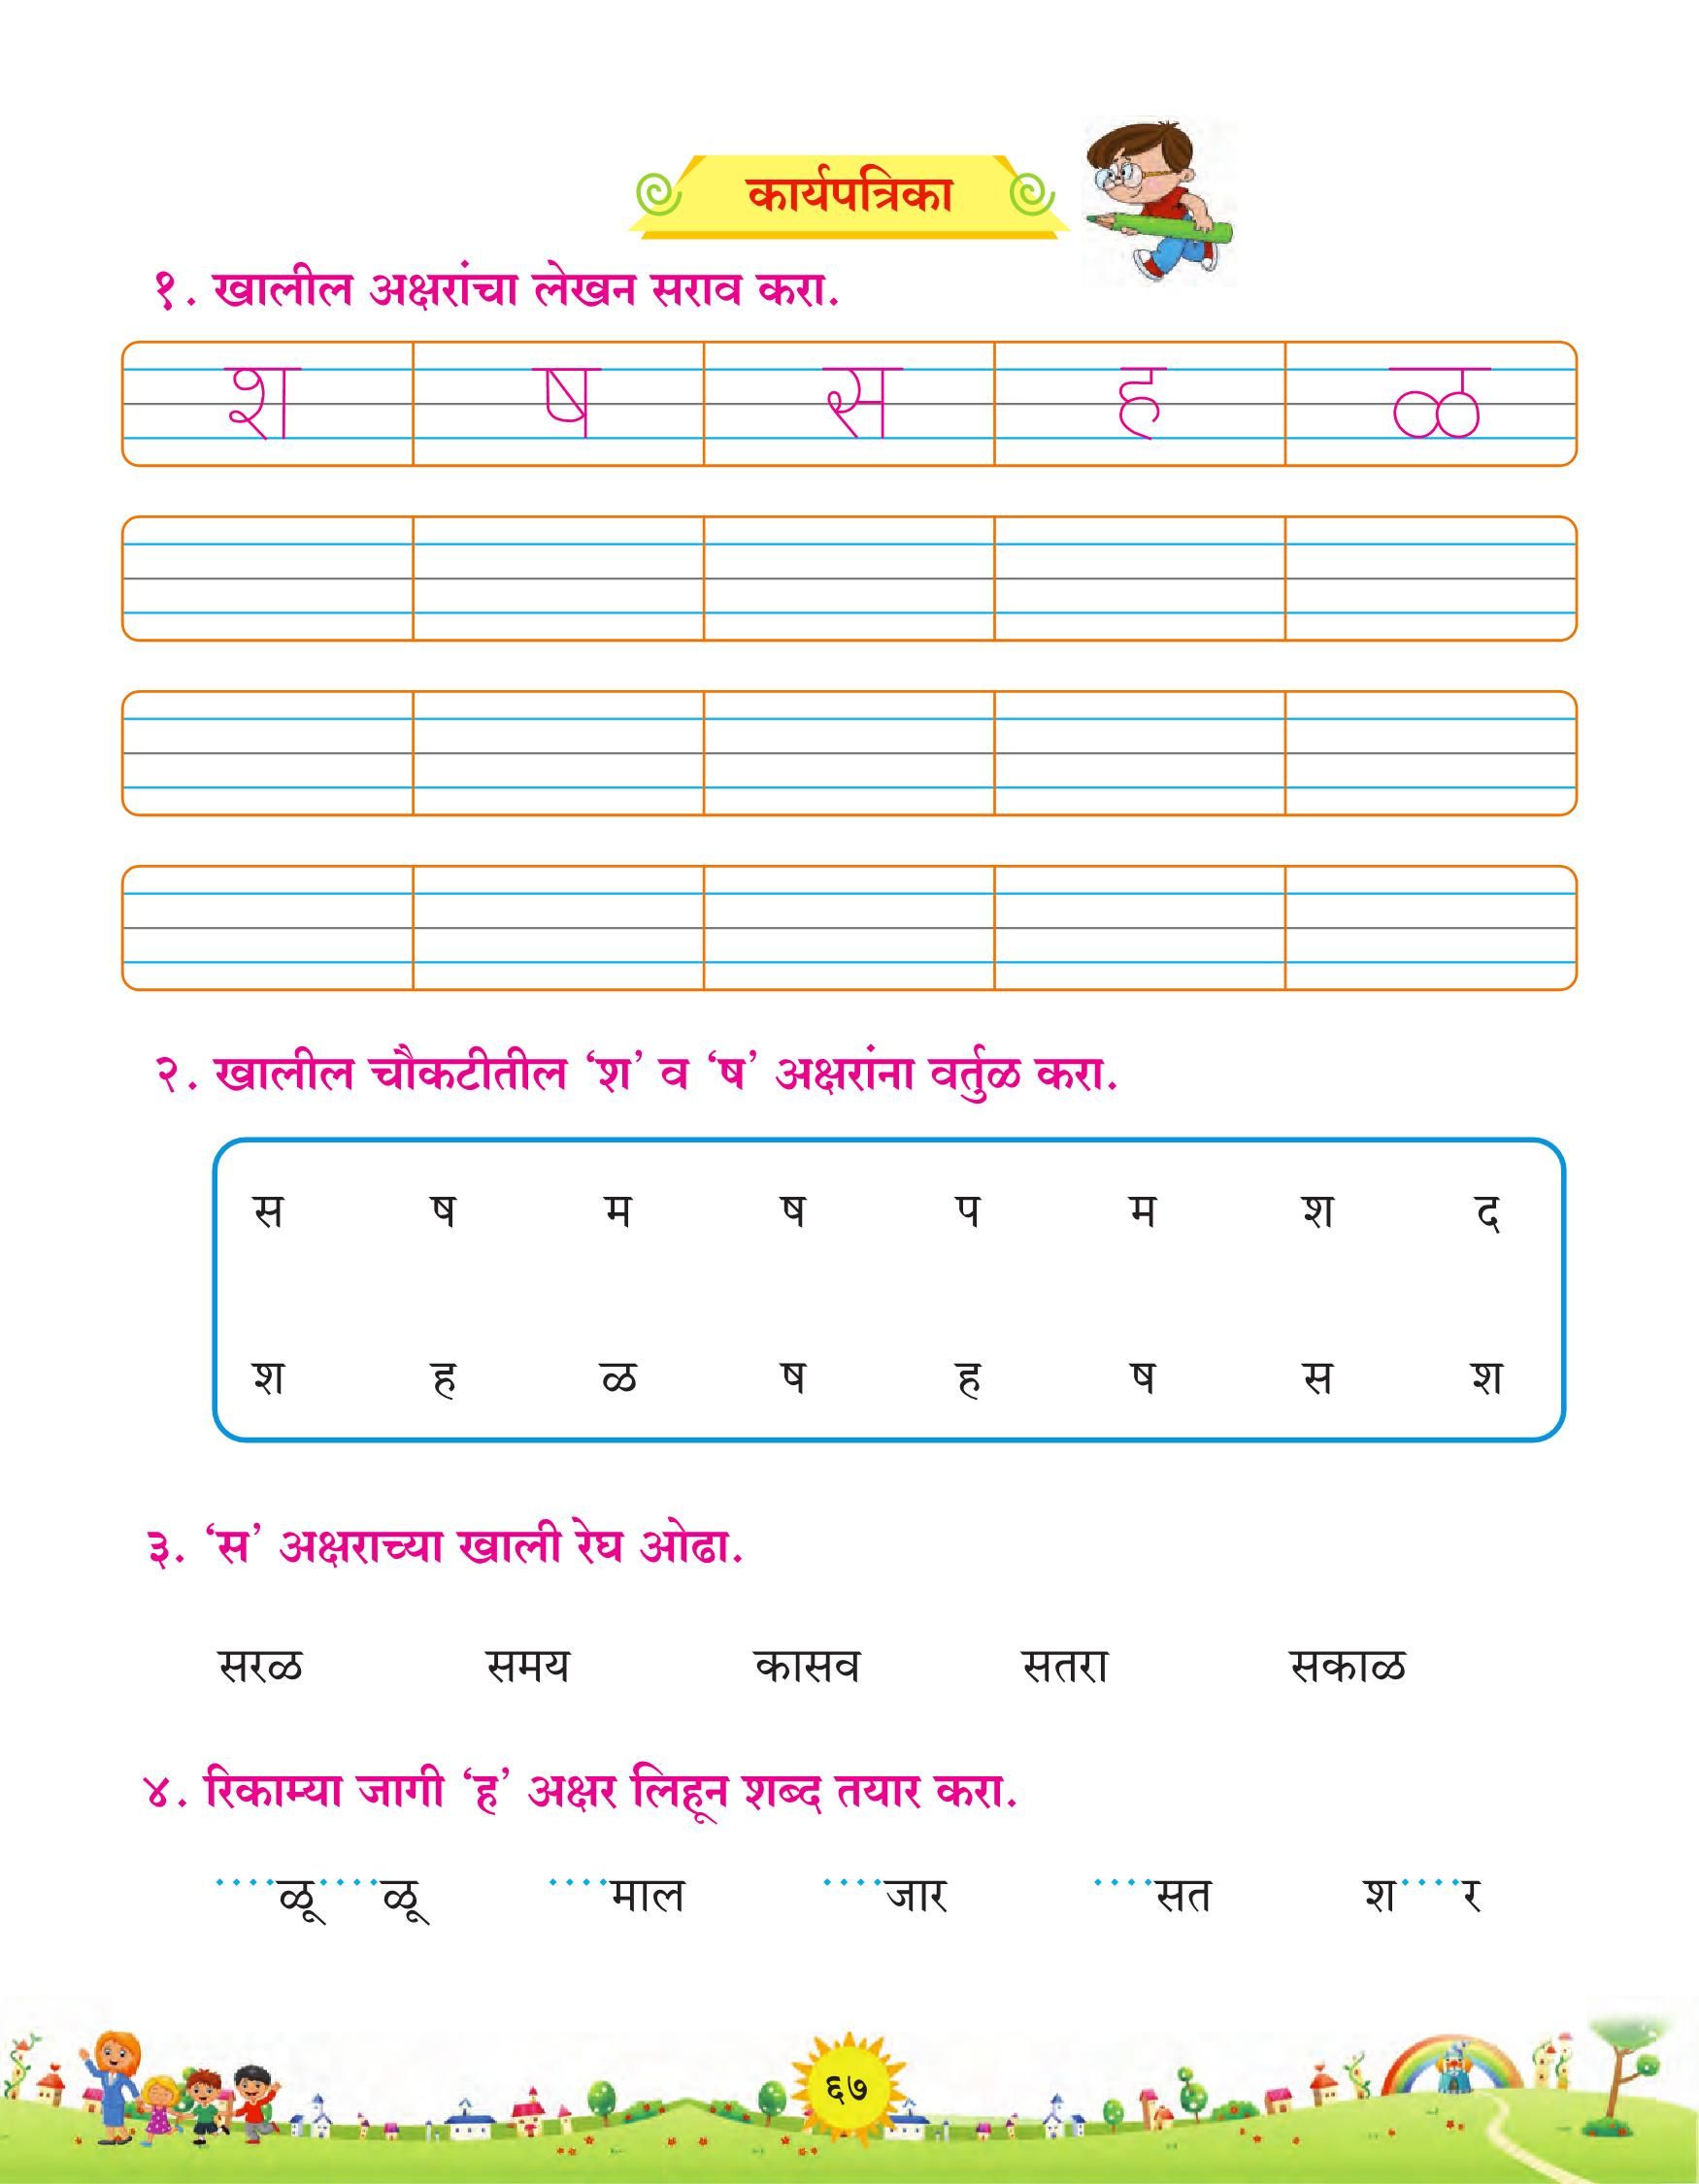 कार्यपत्रिका
१. खालील अक्षरांचा लेखन सराव करा.
श ष स ह ळ
२. खालील चौकटीतील ‘श’ व ‘ष’ अक्षरांना वर्तुळ करा.
स ष म ष प म श द
श ह ळ ष ह ष स श
३. ‘स’ अक्षराच्या खाली रेघ ओढा.
सरळ समय कासव सतरा सकाळ
४. रिकाम्या जागी ‘ह’ अक्षर लिहून शब्द तयार करा.
....ळू....ळू ....माल ....जार ....सत श....र
६७